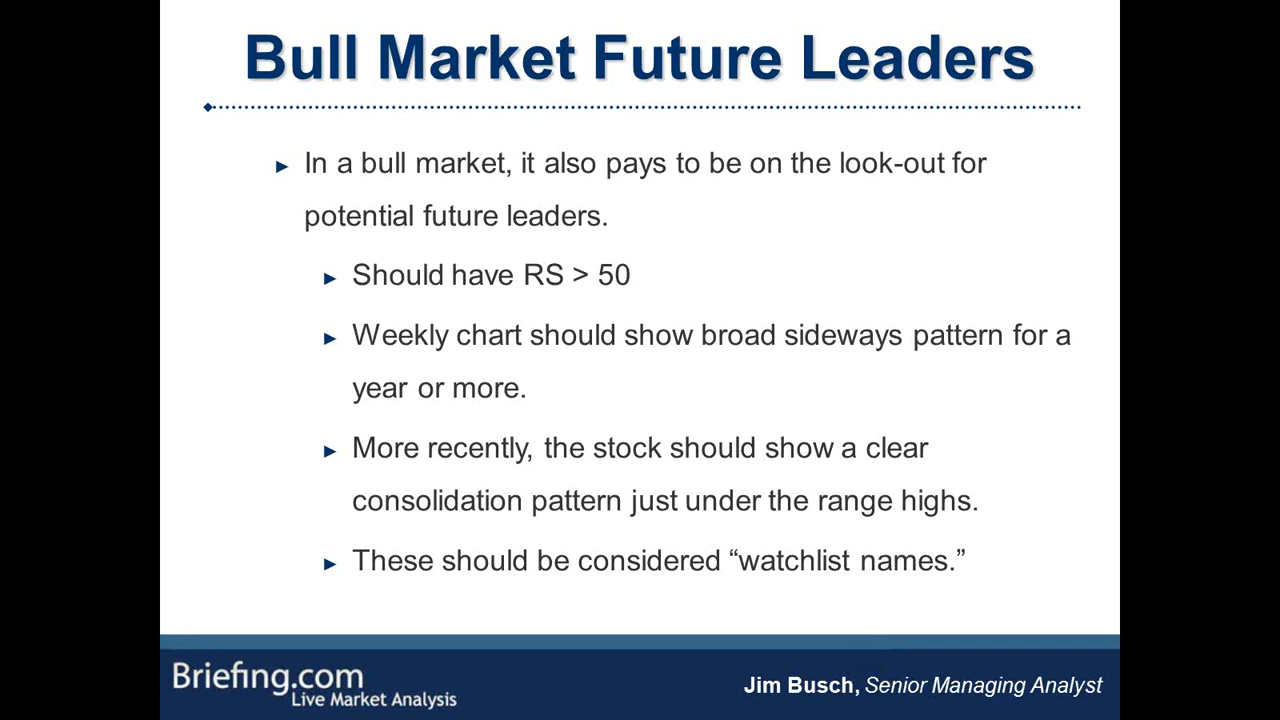 Bull Market Future Leaders
► In a bull market, it also pays to be on the look-out for
potential future leaders.
► Should have RS > 50
► Weekly chart should show broad sideways pattern for a
year or more.
► More recently, the stock should show a clear
consolidation pattern just under the range highs.
► These should be considered “watchlist names.”
Briefing.com
Live Market Analysis
Jim Busch, Senior Managing Analyst